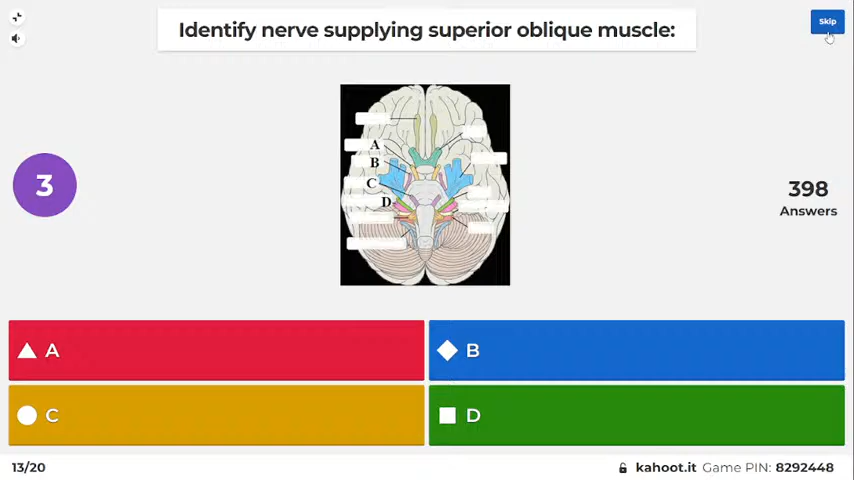 Identify nerve supplying superior oblique muscle:
Skip
A
B
C
D
3
398
Answers
A
B
C
D
13/20
kahoot.it Game PIN: 8292448